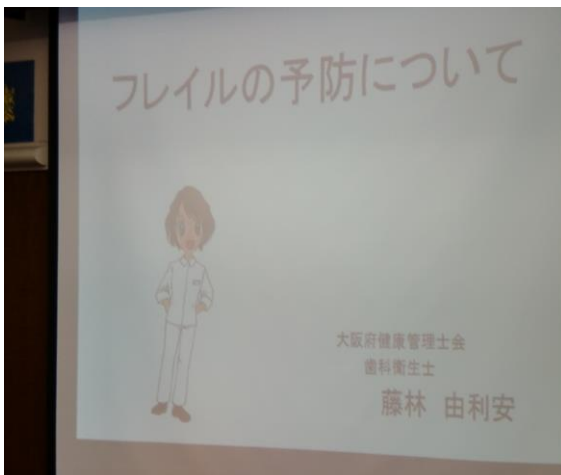 フレイルの予防について
大阪府健康管理士会
歯科衛生士
藤林 由利安